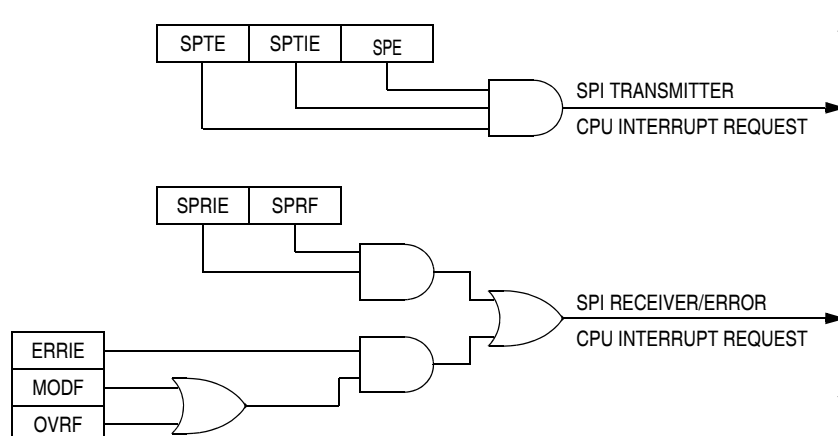 SPTE SPTIE SPE
SPI TRANSMITTER
CPU INTERRUPT REQUEST
SPRIE SPRF
SPI RECEIVER/ERROR
CPU INTERRUPT REQUEST
ERRIE
MODF
OVRF